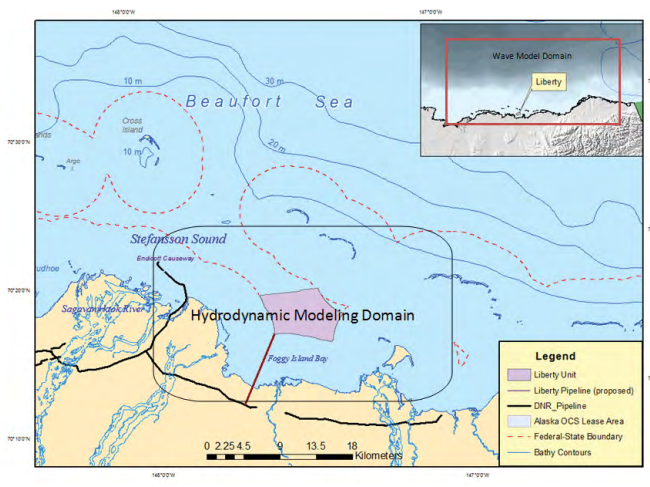 148°0'0"W
147°0'0"W
Wave Model Domain
Liberty
30 m
10 m
Beaufort Sea
Cross
Island
70°30'0"N
10 m
20 m
Stefansson Sound
Endicott Causeway
70°20'0"N
Sagavanirktok River
Hydrodynamic Modeling Domain
Foggy Island Bay
Legend
Liberty Unit
Liberty Pipeline (proposed)
DNR_Pipeline
Alaska OCS Lease Area
Federal-State Boundary
Bathy Contours
70°10'0"N
0 2.25 4.5 9 13.5 18
Kilometers
148°0'0"W
147°0'0"W